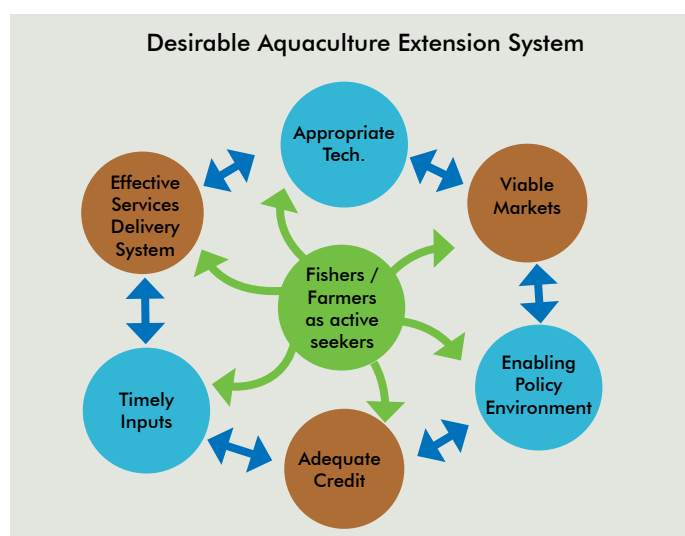 Desirable Aquaculture Extension System
Appropriate
Tech.
Effective
Services
Delivery
System
Viable
Markets
Fishers /
Farmers
as active
seekers
Timely
Inputs
Enabling
Policy
Environment
Adequate
Credit